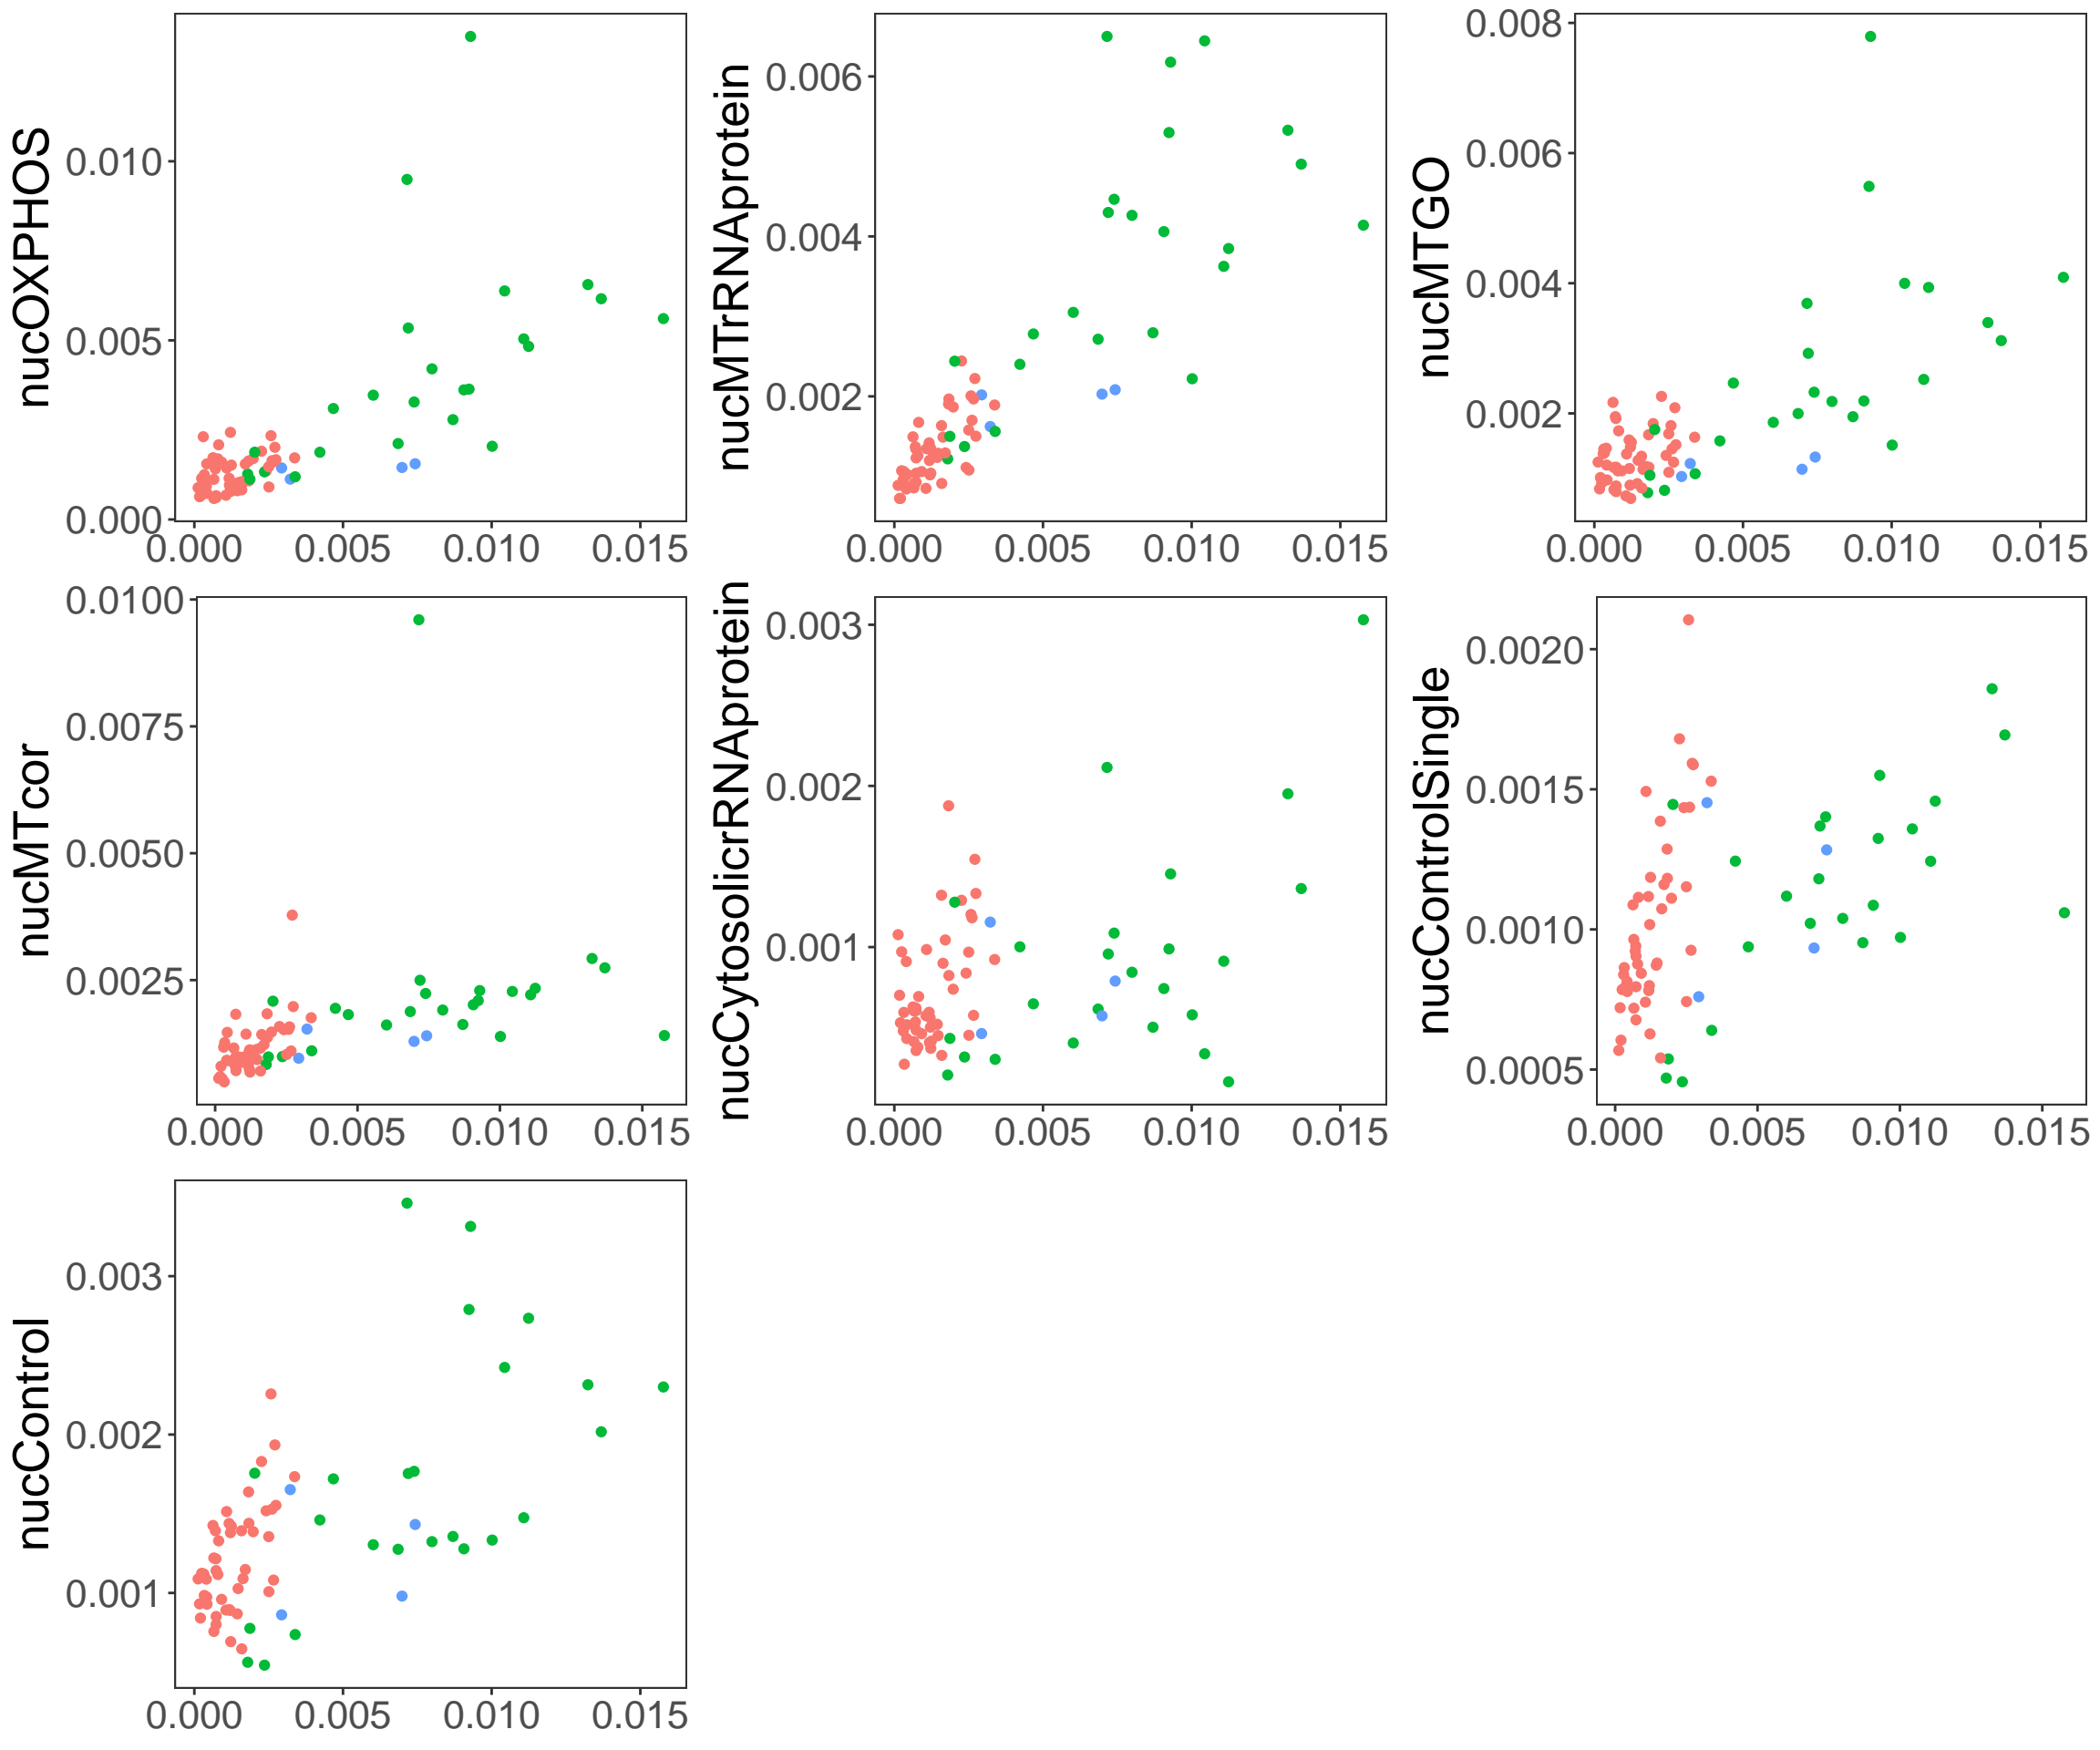 nucOXPHOS
0.010
0.005
0.000
0.000 0.005 0.010 0.015
nucMTrRNAprotein
0.006
0.004
0.002
0.000 0.005 0.010 0.015
nucMTGO
0.008
0.006
0.004
0.002
0.000 0.005 0.010 0.015
nucMTcor
0.0100
0.0075
0.0050
0.0025
0.000 0.005 0.010 0.015
nucCytosolicrRNAprotein
0.003
0.002
0.001
0.000 0.005 0.010 0.015
nucControlSingle
0.0020
0.0015
0.0010
0.0005
0.000 0.005 0.010 0.015
nucControl
0.003
0.002
0.001
0.000 0.005 0.010 0.015